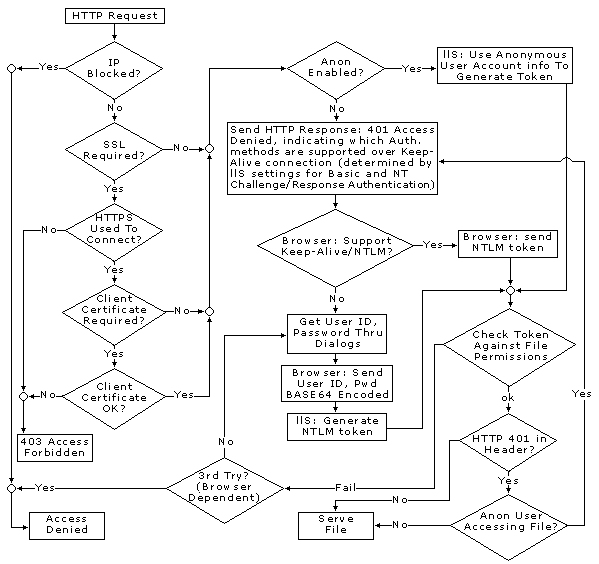 HTTP Request
IP
Blocked?
Yes
No
SSL
Required?
No
Yes
HTTPS
Used To
Connect?
No
Yes
Client
Certificate
Required?
No
Yes
Client
Certificate
OK?
No
Yes
403 Access
Forbidden
Access
Denied
Anon
Enabled?
Yes
No
IIS: Use Anonymous
User Account info To
Generate Token
Send HTTP Response: 401 Access
Denied, indicating which Auth.
methods are supported over Keep-
Alive connection (determined by
IIS settings for Basic and NT
Challenge/Response Authentication)
Browser: Support
Keep-Alive/NTLM?
Yes
No
Browser: send
NTLM token
Get User ID,
Password Thru
Dialogs
Browser: Send
User ID, Pwd
BASE64 Encoded
IIS: Generate
NTLM token
Check Token
Against File
Permissions
ok
Fail
HTTP 401 in
Header?
No
Yes
Anon User
Accessing File?
No
Yes
Serve
File
3rd Try?
(Browser
Dependent)
No
Yes